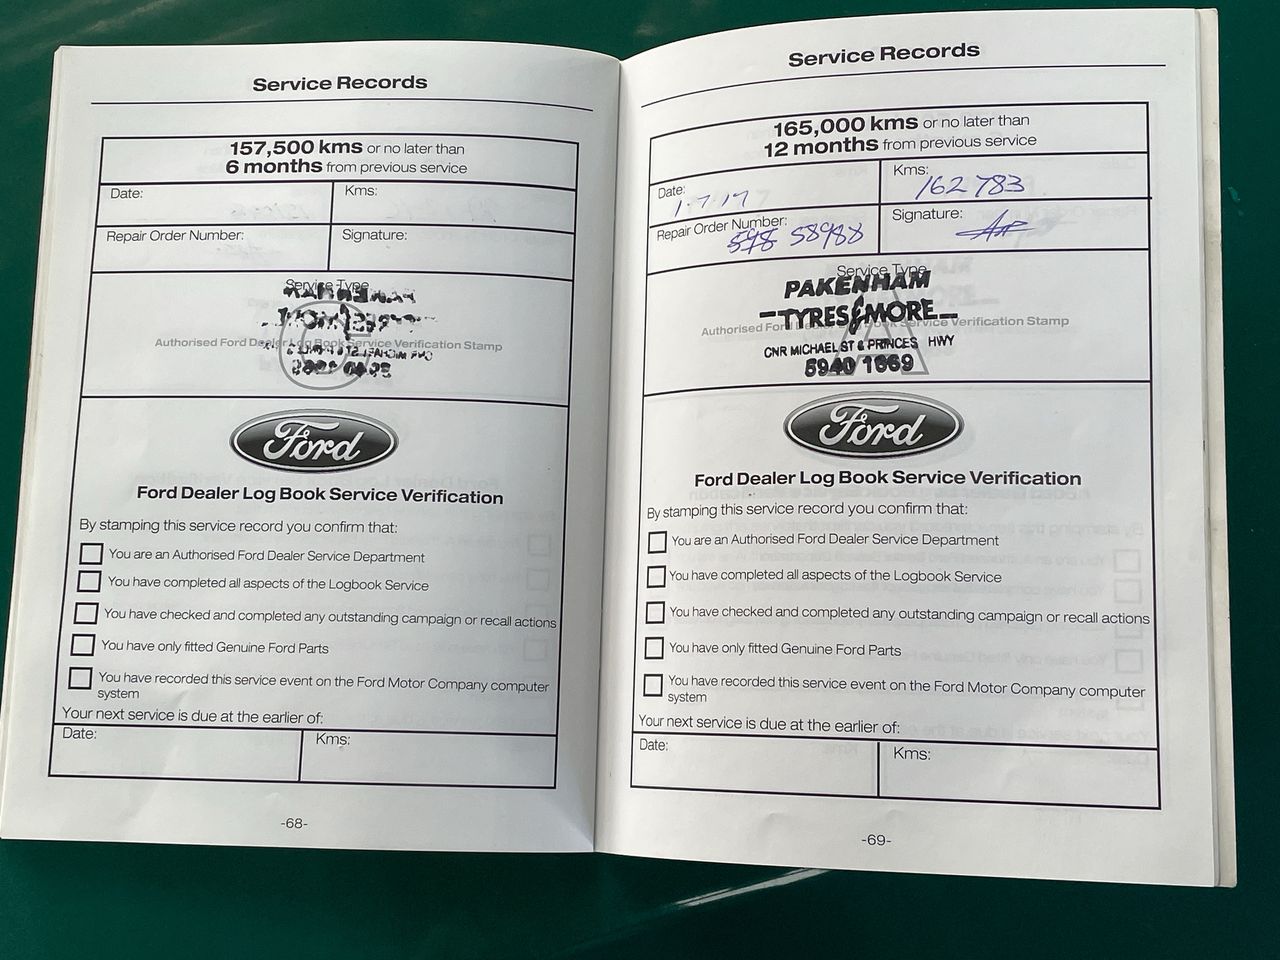 Service Records
157,500 kms or no later than
6 months from previous service
Date:
Kms:
Repair Order Number:
Signature:
Service Type
Authorised Ford Dealer Log Book Service Verification Stamp
Ford
Ford Dealer Log Book Service Verification
By stamping this service record you confirm that:
You are an Authorised Ford Dealer Service Department
You have completed all aspects of the Logbook Service
You have checked and completed any outstanding campaign or recall actions
You have only fitted Genuine Ford Parts
You have recorded this service event on the Ford Motor Company computer
system
Your next service is due at the earlier of:
Date:
Kms:
-68-
Service Records
165,000 kms or no later than
12 months from previous service
Date: 1.7.17
Kms: 162 783
Repair Order Number: 58988
Signature:
Service Type
PAKENHAM
TYRES & MORE
Authorised Ford Dealer Log Book Service Verification Stamp
CNR MICHAEL ST & PRINCES HWY
5940 1669
Ford
Ford Dealer Log Book Service Verification
By stamping this service record you confirm that:
You are an Authorised Ford Dealer Service Department
You have completed all aspects of the Logbook Service
You have checked and completed any outstanding campaign or recall actions
You have only fitted Genuine Ford Parts
You have recorded this service event on the Ford Motor Company computer
system
Your next service is due at the earlier of:
Date:
Kms:
-69-